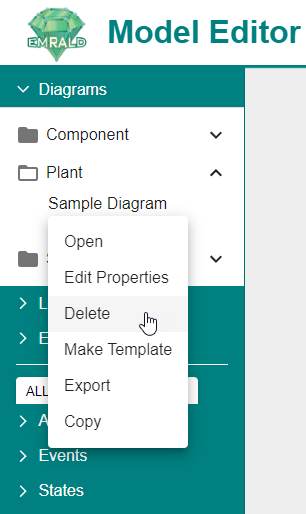 EMRALD
Model Editor
Diagrams
Component
Plant
Sample Diagram
Open
Edit Properties
Delete
Make Template
Export
Copy
ALL
Events
States